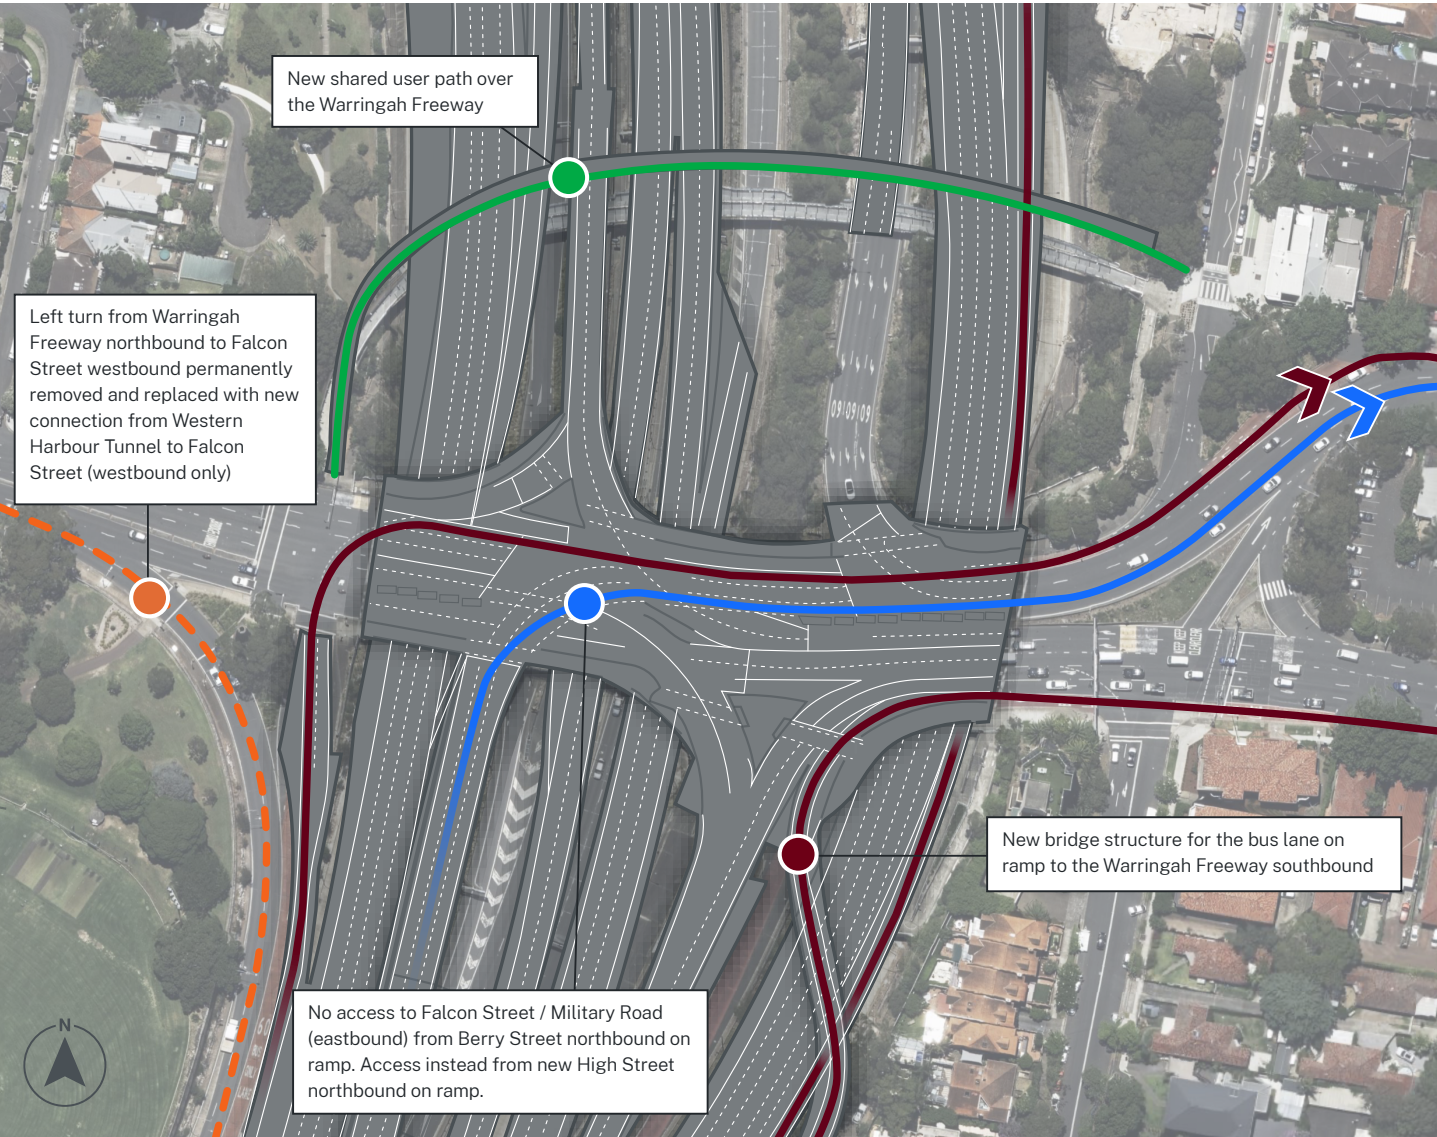 New shared user path over
the Warringah Freeway
Left turn from Warringah
Freeway northbound to Falcon
Street westbound permanently
removed and replaced with new
connection from Western
Harbour Tunnel to Falcon
Street (westbound only)
KEEP
CLEAR
New bridge structure for the bus lane on
ramp to the Warringah Freeway southbound
No access to Falcon Street / Military Road
(eastbound) from Berry Street northbound on
ramp. Access instead from new High Street
northbound on ramp.
N